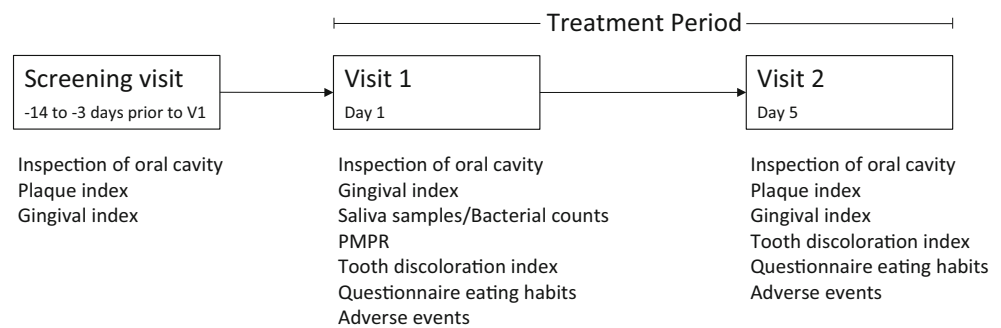 Treatment Period
Screening visit
-14 to -3 days prior to V1
Inspection of oral cavity
Plaque index
Gingival index
Visit 1
Day 1
Inspection of oral cavity
Gingival index
Saliva samples/Bacterial counts
PMPR
Tooth discoloration index
Questionnaire eating habits
Adverse events
Visit 2
Day 5
Inspection of oral cavity
Plaque index
Gingival index
Tooth discoloration index
Questionnaire eating habits
Adverse events